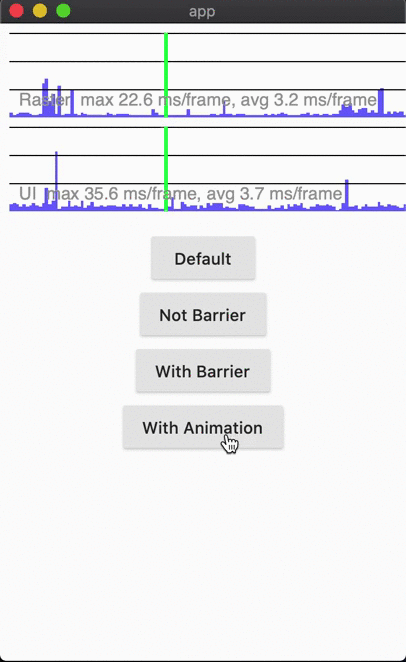 app
Raster  max 22.6 ms/frame, avg 3.2 ms/frame
UI  max 35.6 ms/frame, avg 3.7 ms/frame
Default
Not Barrier
With Barrier
With Animation